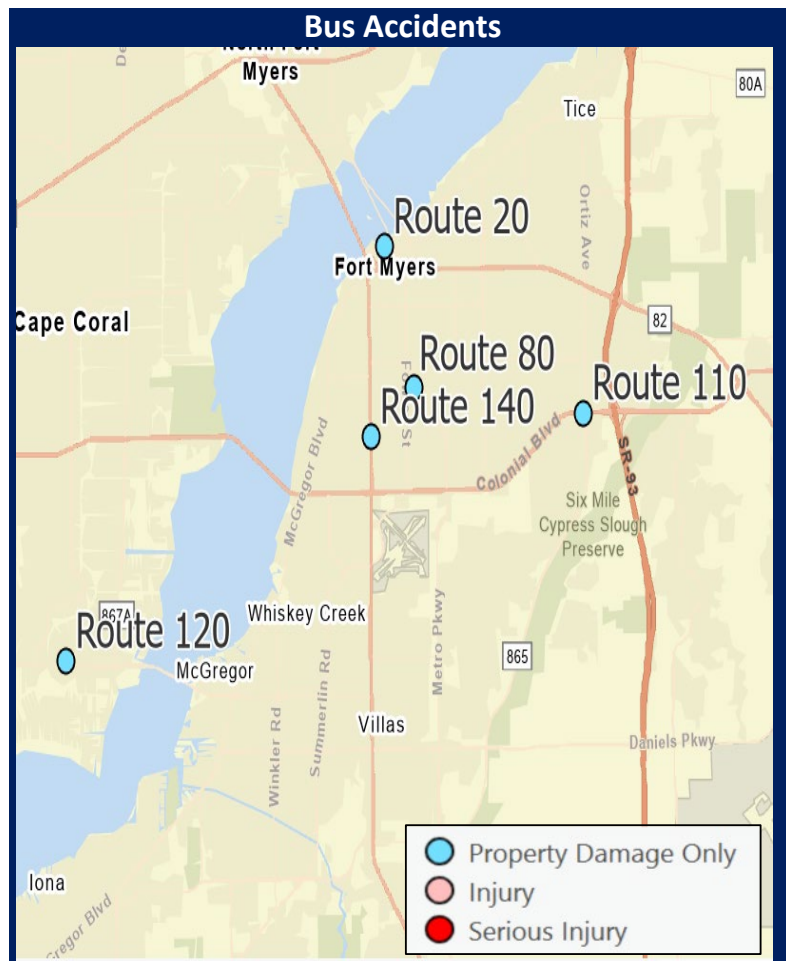 Bus Accidents
Myers
80A
Tice
Ortiz Ave
Route 20
Fort Myers
Cape Coral
82
Route 80
Route 110
Route 140
McGregor Blvd
Colonial Blvd
SR-93
Six Mile
Cypress Slough
Preserve
867A
Whiskey Creek
Route 120
McGregor
Metro Pkwy
865
Summerlin Rd
Winkler Rd
Villas
Daniels Pkwy
Iona
Property Damage Only
Injury
Serious Injury